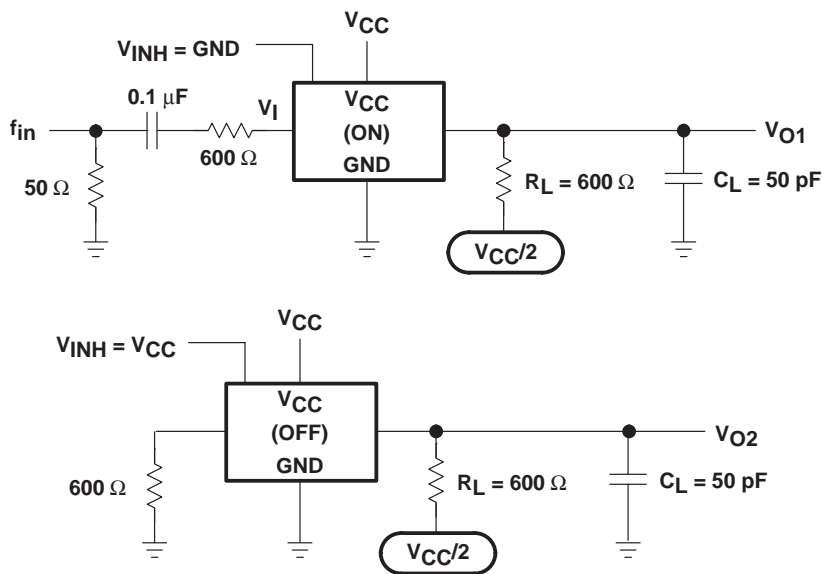 VCC
VINH = GND
0.1 μF
VI
VCC
(ON)
GND
fin
600 Ω
50 Ω
RL = 600 Ω
CL = 50 pF
VO1
VCC/2
VCC
VINH = VCC
VCC
(OFF)
GND
VO2
600 Ω
RL = 600 Ω
CL = 50 pF
VCC/2